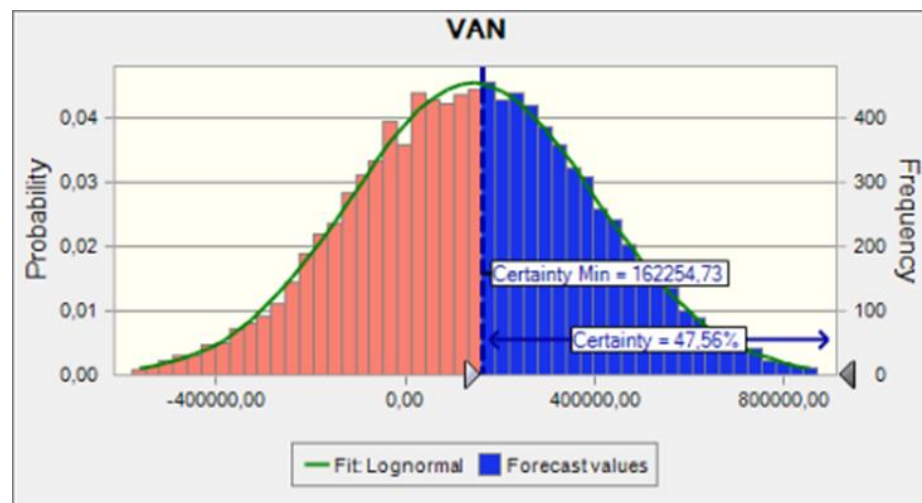 VAN
Probability
0,04
0,03
0,02
0,01
0,00
400
300
200
100
0
Frequency
Certainty Min = 162254,73
Certainty = 47,56%
-400000,00
0,00
400000,00
800000,00
Fit: Lognormal
Forecast values